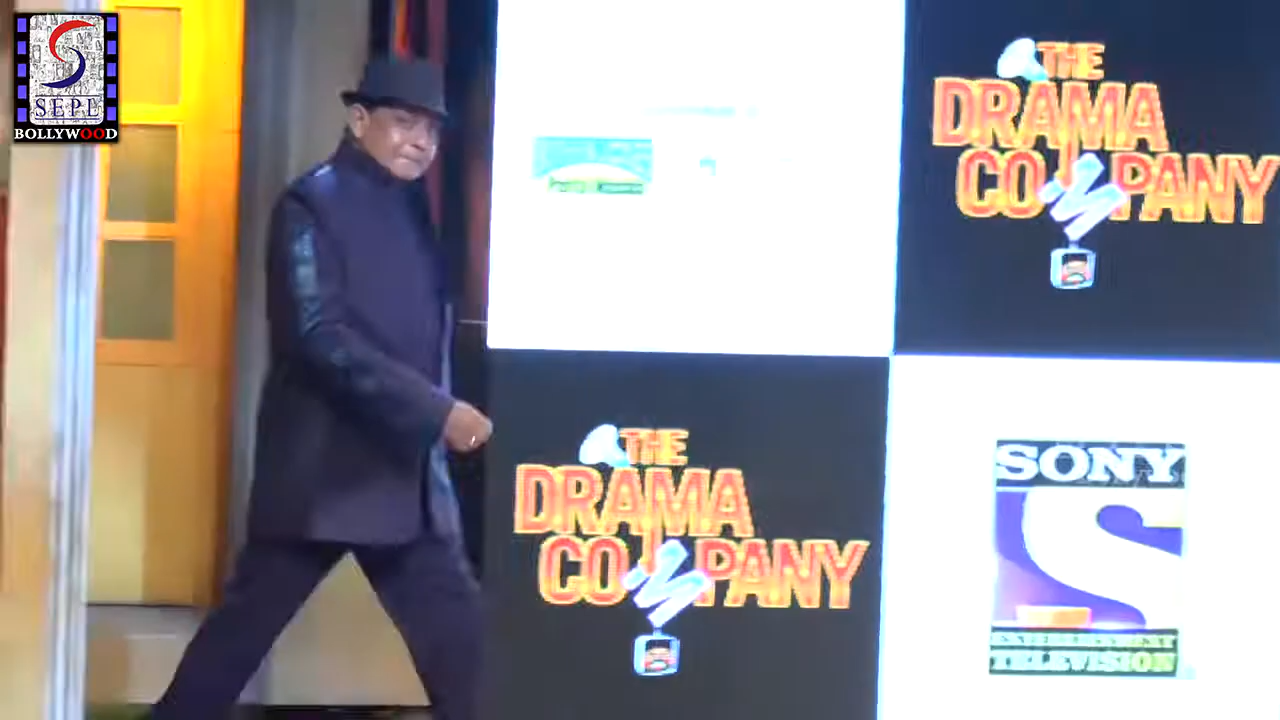 SEPL
BOLLYWOOD
THE
DRAMA
COMPANY
THE
DRAMA
COMPANY
SONY
ENTERTAINMENT
TELEVISION